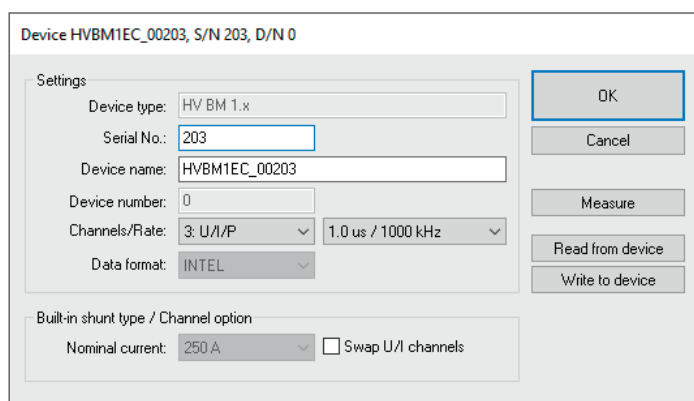 Device HVBM1EC_00203, S/N 203, D/N 0
Settings
Device type: HV BM 1.x
Serial No.: 203
Device name: HVBM1EC_00203
Device number: 0
Channels/Rate: 3: U/I/P 1.0 us / 1000 kHz
Data format: INTEL
Built-in shunt type / Channel option
Nominal current: 250 A Swap U/I channels
OK
Cancel
Measure
Read from device
Write to device